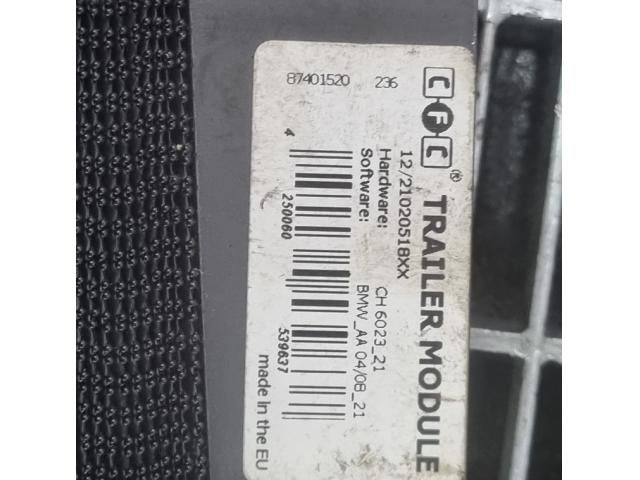 CFC® TRAILER MODULE
12/21020518XX
Hardware: CH 6023_21
Software: BMW_AA 04/08_21
87401520 236
4 250060 539637
made in the EU